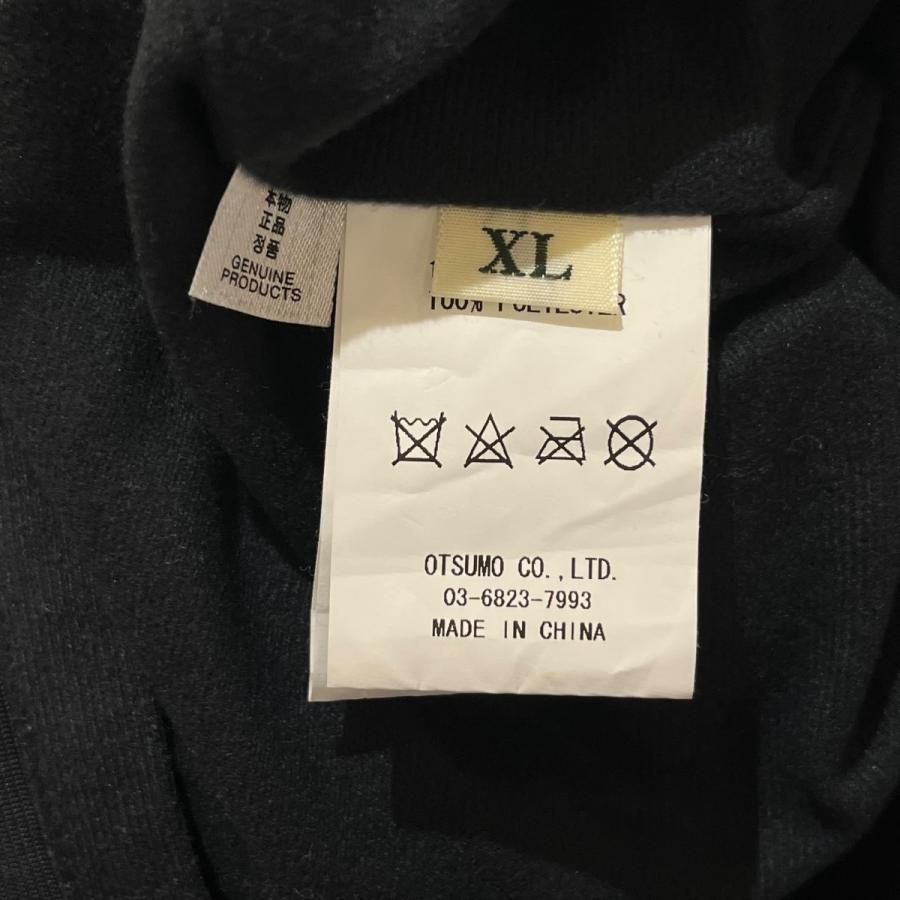 本物
正品
정품
GENUINE
PRODUCTS
XL
100% POLYESTER
OTSUMO CO.,LTD.
03-6823-7993
MADE IN CHINA